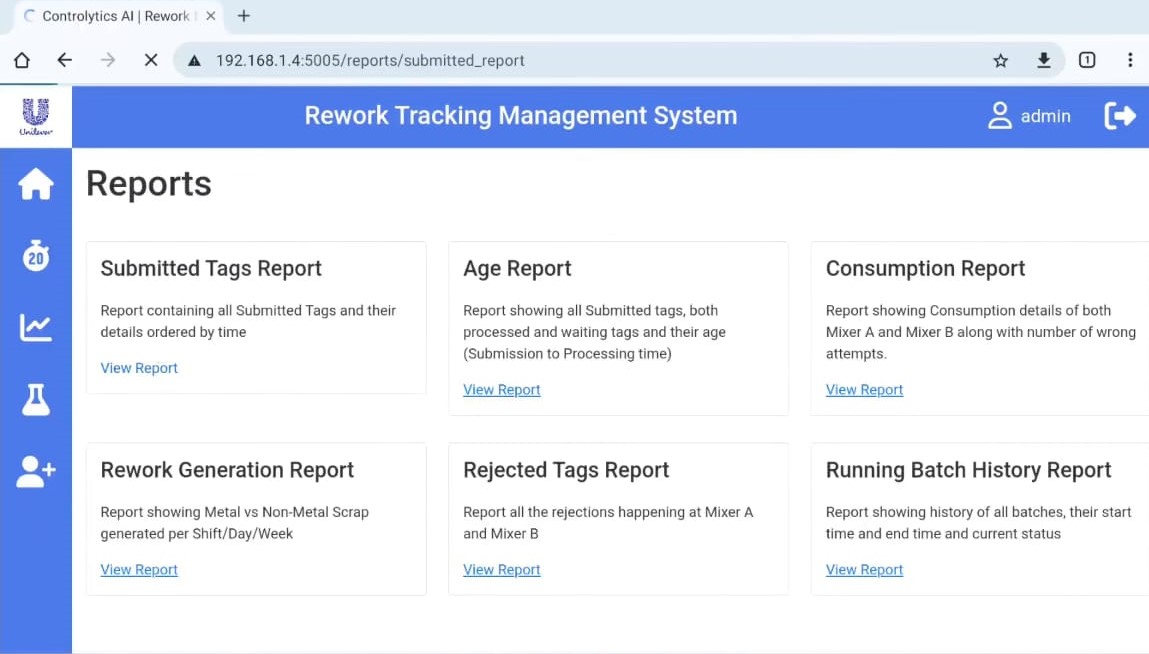 Controlytics AI | Rework
192.168.1.4:5005/reports/submitted_report
1
Unilever
Rework Tracking Management System
admin
20
Reports
Submitted Tags Report
Report containing all Submitted Tags and their
details ordered by time
View Report
Age Report
Report showing all Submitted tags, both
processed and waiting tags and their age
(Submission to Processing time)
View Report
Consumption Report
Report showing Consumption details of both
Mixer A and Mixer B along with number of wrong
attempts.
View Report
Rework Generation Report
Report showing Metal vs Non-Metal Scrap
generated per Shift/Day/Week
View Report
Rejected Tags Report
Report all the rejections happening at Mixer A
and Mixer B
View Report
Running Batch History Report
Report showing history of all batches, their start
time and end time and current status
View Report